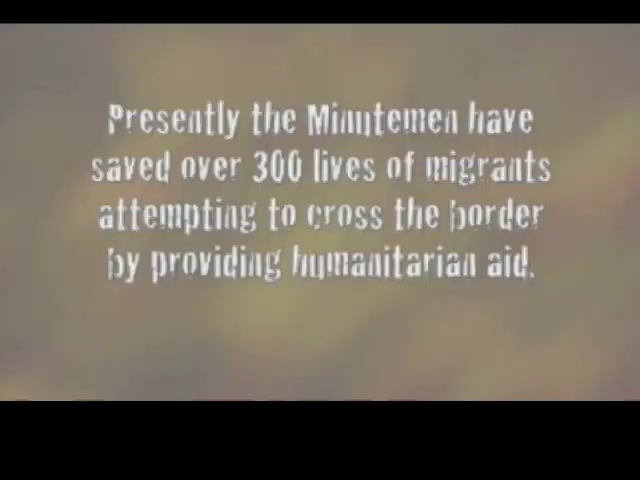 Presently the Minutemen have
saved over 300 lives of migrants
attempting to cross the border
by providing humanitarian aid.